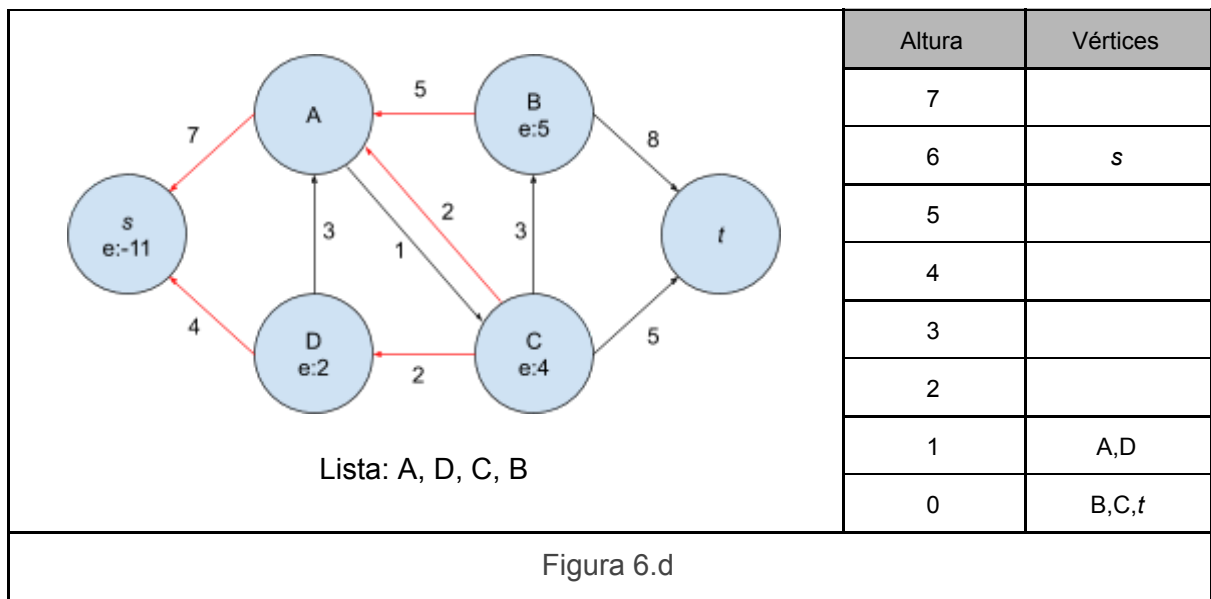 Altura Vértices
7
6 s
5
4
3
2
1 A,D
0 B,C,t
A
B
e:5
5
7
8
s
e:-11
3
1
2
3
t
4
D
e:2
2
C
e:4
5
Lista: A, D, C, B
Figura 6.d